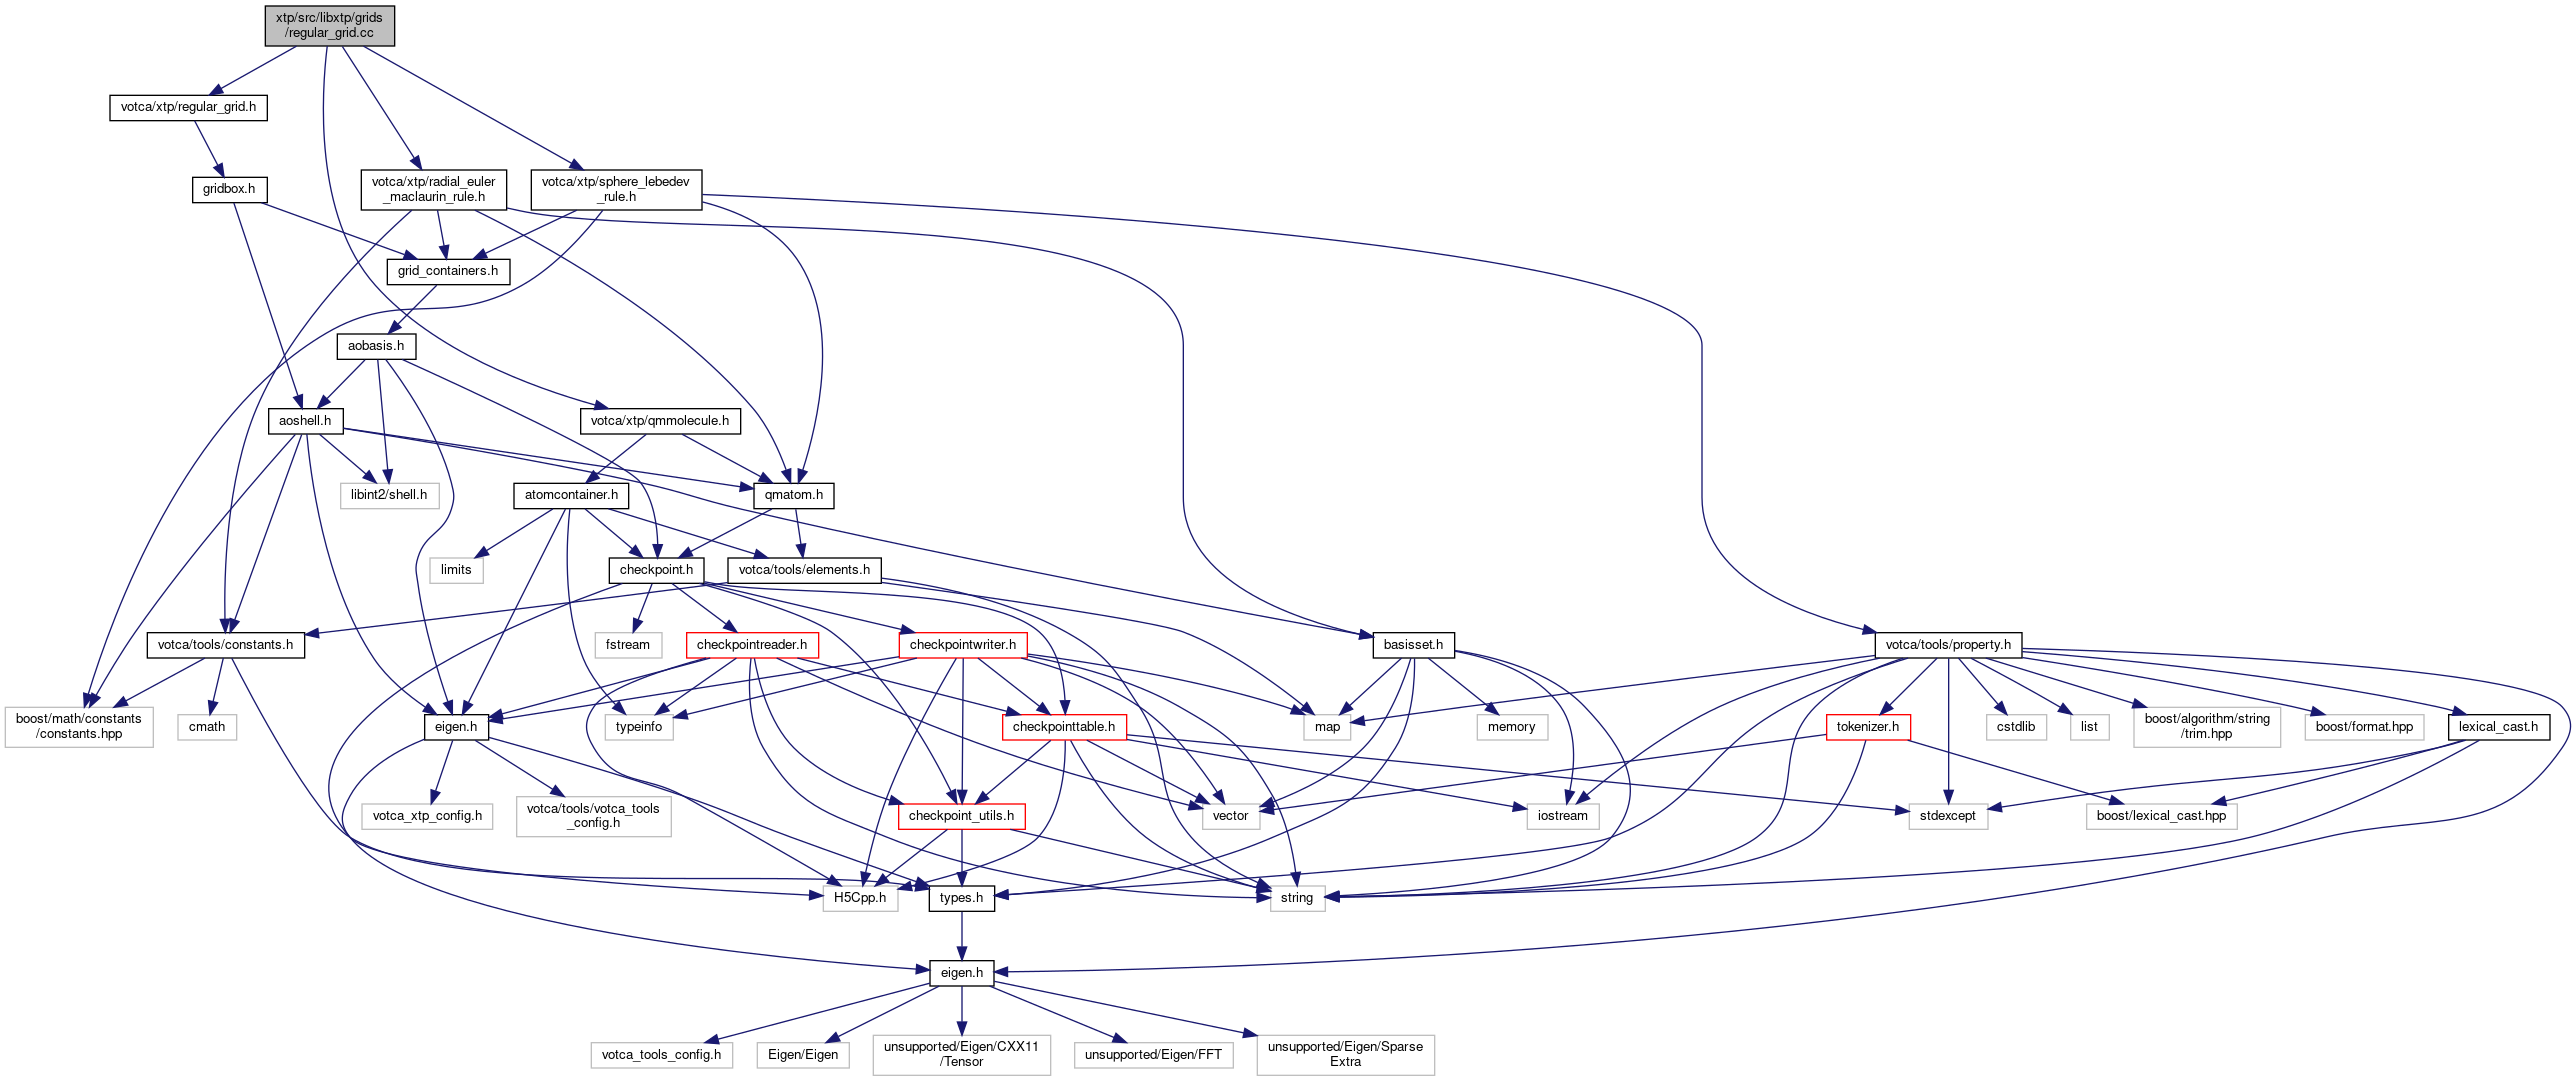 xtp/src/libxtp/grids
/regular_grid.cc
votca/xtp/regular_grid.h
gridbox.h
votca/xtp/radial_euler
_maclaurin_rule.h
votca/xtp/sphere_lebedev
_rule.h
grid_containers.h
aobasis.h
aoshell.h
votca/xtp/qmmolecule.h
libint2/shell.h
atomcontainer.h
qmatom.h
limits
checkpoint.h
votca/tools/elements.h
votca/tools/constants.h
fstream
checkpointreader.h
checkpointwriter.h
basisset.h
votca/tools/property.h
boost/math/constants
/constants.hpp
cmath
eigen.h
typeinfo
checkpointtable.h
map
memory
tokenizer.h
cstdlib
list
boost/algorithm/string
/trim.hpp
boost/format.hpp
lexical_cast.h
votca_xtp_config.h
votca/tools/votca_tools
_config.h
checkpoint_utils.h
vector
iostream
stdexcept
boost/lexical_cast.hpp
H5Cpp.h
types.h
string
eigen.h
votca_tools_config.h
Eigen/Eigen
unsupported/Eigen/CXX11
/Tensor
unsupported/Eigen/FFT
unsupported/Eigen/Sparse
Extra